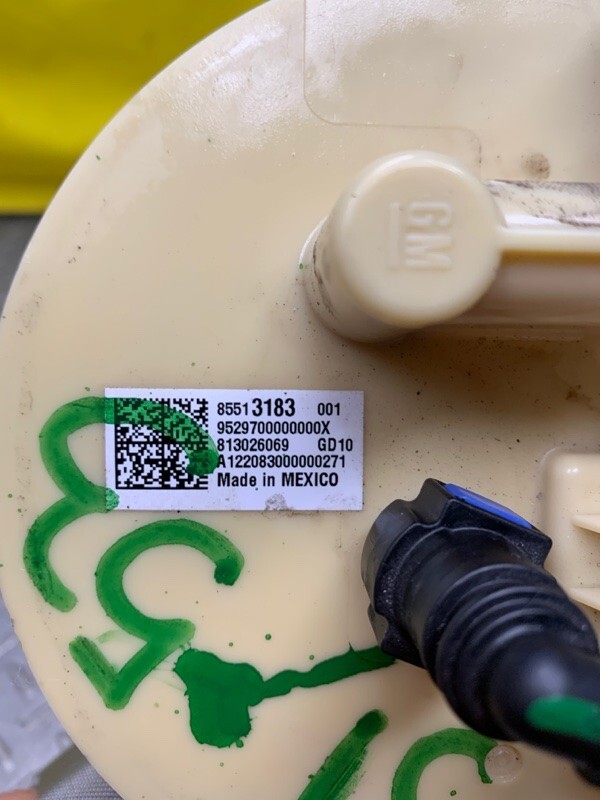 GM
85513183 001
9529700000000X
813026069 GD10
A122083000000271
Made in MEXICO